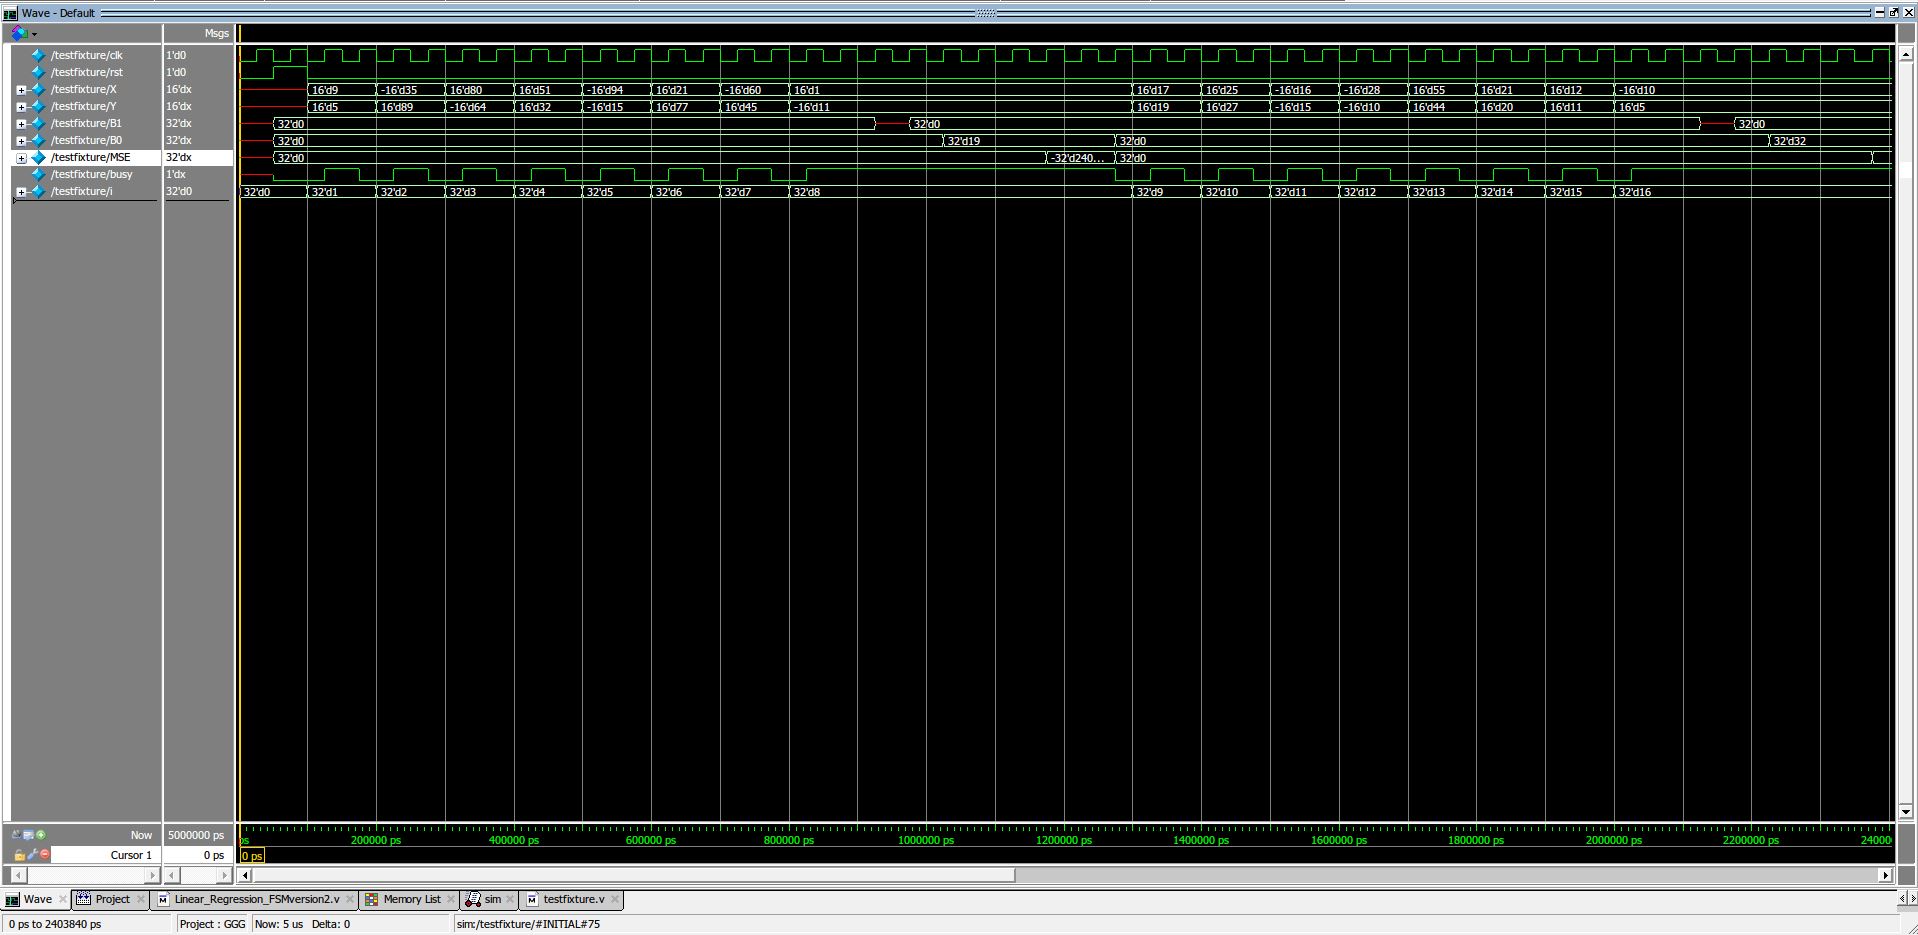 Wave - Default
Msgs
/testfixture/clk 1'd0
/testfixture/rst 1'd0
/testfixture/X 16'dx 16'd9 -16'd35 16'd80 16'd51 -16'd94 16'd21 -16'd60 16'd1 16'd17 16'd25 -16'd16 -16'd28 16'd55 16'd21 16'd12 -16'd10
/testfixture/Y 16'dx 16'd5 16'd89 -16'd64 16'd32 -16'd15 16'd77 16'd45 -16'd11 16'd19 16'd27 -16'd15 -16'd10 16'd44 16'd20 16'd11 16'd5
/testfixture/B1 32'dx 32'd0 32'd0 32'd0
/testfixture/B0 32'dx 32'd0 32'd19 32'd0 32'd32
/testfixture/MSE 32'dx 32'd0 -32'd240... 32'd0
/testfixture/busy 1'dx
/testfixture/i 32'd0 32'd0 32'd1 32'd2 32'd3 32'd4 32'd5 32'd6 32'd7 32'd8 32'd9 32'd10 32'd11 32'd12 32'd13 32'd14 32'd15 32'd16
Now 5000000 ps ps 200000 ps 400000 ps 600000 ps 800000 ps 1000000 ps 1200000 ps 1400000 ps 1600000 ps 1800000 ps 2000000 ps 2200000 ps 24000
Cursor 1 0 ps 0 ps
Wave Project Linear_Regression_FSMversion2.v Memory List sim testfixture.v
0 ps to 2403840 ps Project : GGG Now: 5 us Delta: 0 sim:/testfixture/#INITIAL#75